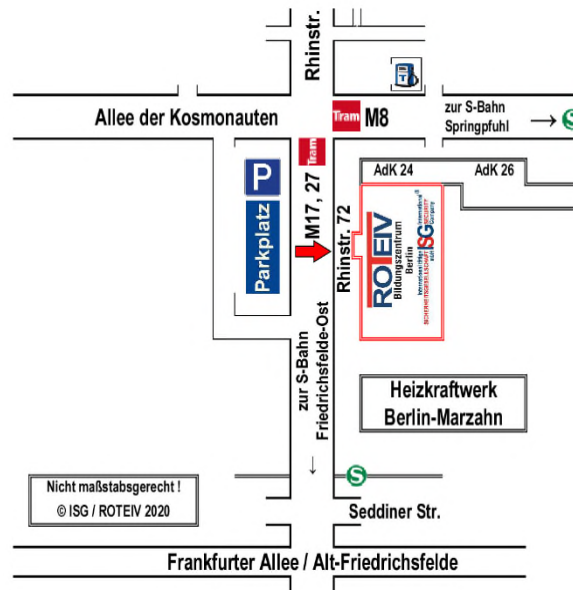 Rhinstr.
Allee der Kosmonauten
Tram M8
zur S-Bahn
Springpfuhl → S
Tram
M17, 27
P
Parkplatz
AdK 24
AdK 26
Rhinstr. 72
ROTEIV
Bildungszentrum
Berlin
ISG
zur S-Bahn
Friedrichsfelde-Ost
→
Heizkraftwerk
Berlin-Marzahn
S
Nicht maßstabsgerecht !
© ISG / ROTEIV 2020
Seddiner Str.
Frankfurter Allee / Alt-Friedrichsfelde